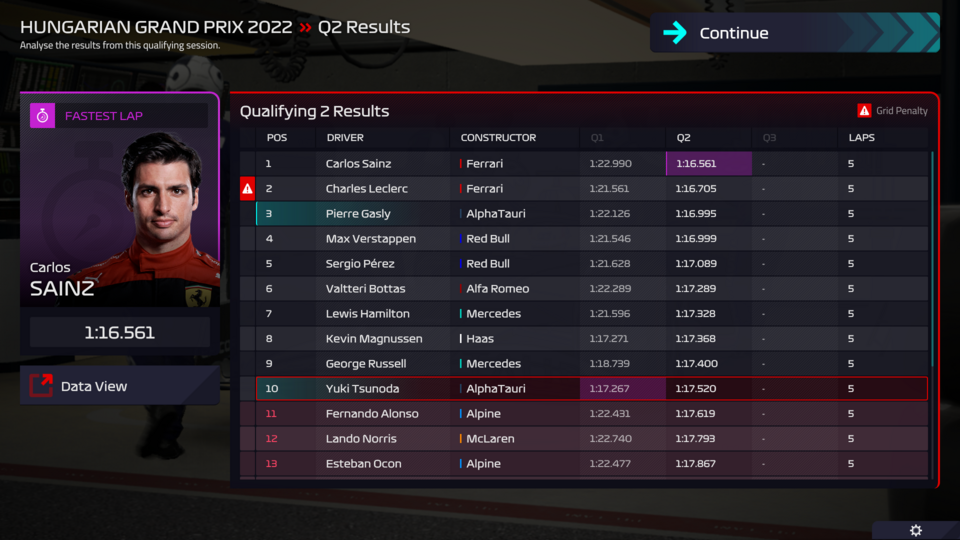 HUNGARIAN GRAND PRIX 2022 » Q2 Results
Analyse the results from this qualifying session.
Continue
FASTEST LAP
Carlos
SAINZ
1:16.561
Data View
Qualifying 2 Results
Grid Penalty
POS DRIVER CONSTRUCTOR Q1 Q2 Q3 LAPS
1 Carlos Sainz Ferrari 1:22.990 1:16.561 - 5
2 Charles Leclerc Ferrari 1:21.561 1:16.705 - 5
3 Pierre Gasly AlphaTauri 1:22.126 1:16.995 - 5
4 Max Verstappen Red Bull 1:21.546 1:16.999 - 5
5 Sergio Pérez Red Bull 1:21.628 1:17.089 - 5
6 Valtteri Bottas Alfa Romeo 1:22.289 1:17.289 - 5
7 Lewis Hamilton Mercedes 1:21.596 1:17.328 - 5
8 Kevin Magnussen Haas 1:17.271 1:17.368 - 5
9 George Russell Mercedes 1:18.739 1:17.400 - 5
10 Yuki Tsunoda AlphaTauri 1:17.267 1:17.520 - 5
11 Fernando Alonso Alpine 1:22.431 1:17.619 - 5
12 Lando Norris McLaren 1:22.740 1:17.793 - 5
13 Esteban Ocon Alpine 1:22.477 1:17.867 - 5